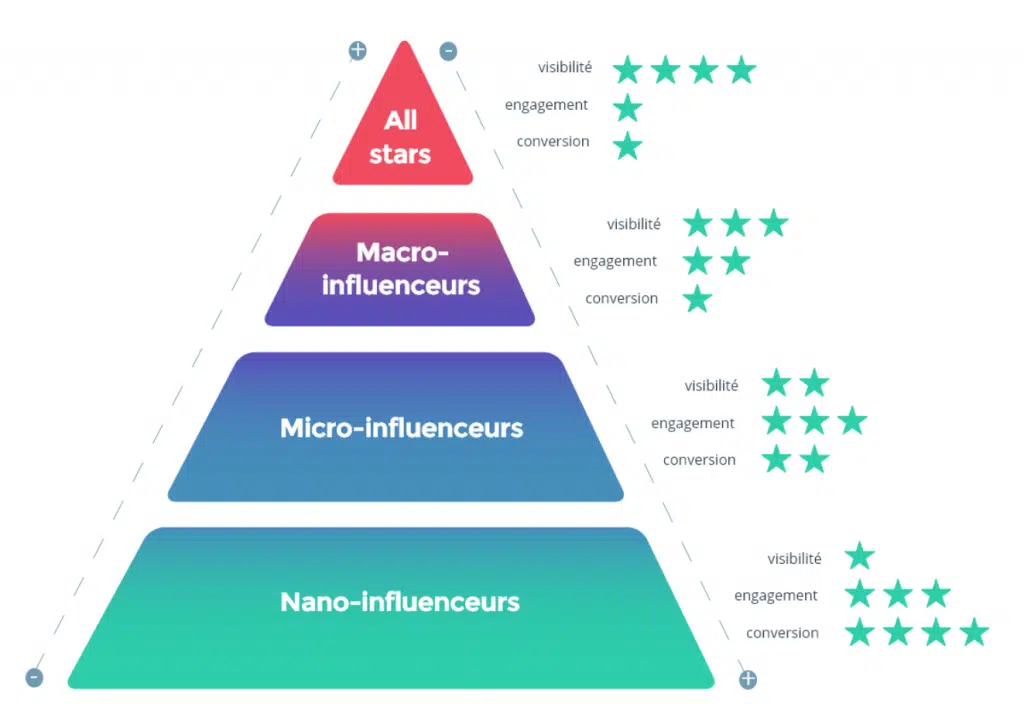 +
-
All
stars
visibilité
engagement
conversion
Macro-
influenceurs
visibilité
engagement
conversion
Micro-influenceurs
visibilité
engagement
conversion
Nano-influenceurs
visibilité
engagement
conversion
-
+